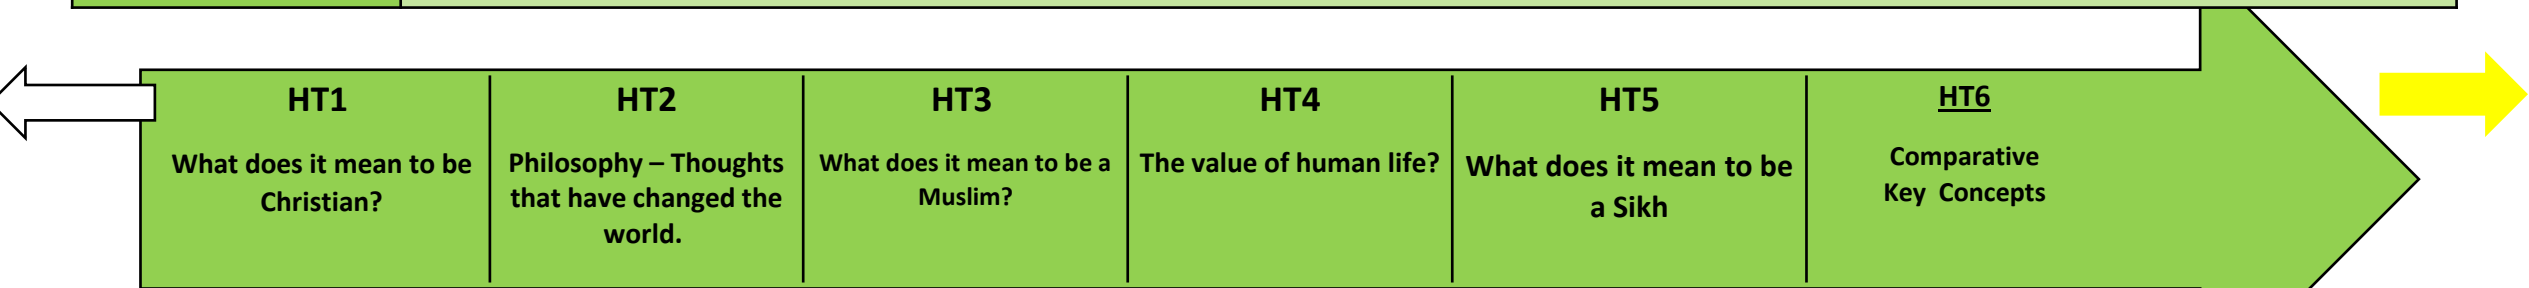 HT1
What does it mean to be
Christian?
HT2
Philosophy – Thoughts
that have changed the
world.
HT3
What does it mean to be a
Muslim?
HT4
The value of human life?
HT5
What does it mean to be
a Sikh
HT6
Comparative
Key Concepts